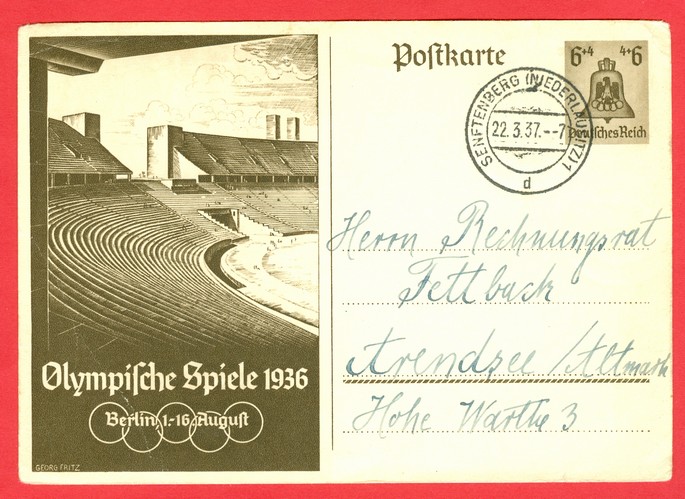 Postkarte
6+4 4+6
Deutsches Reich
SENFTENBERG (NIEDERLAUSITZ) 1
22.3.37.--7
d
Herrn Rechnungsrat
Fettback
Arendsee /Altmark
Hohe Warthe 3
Olympische Spiele 1936
Berlin, 1.-16. August
GEORG FRITZ